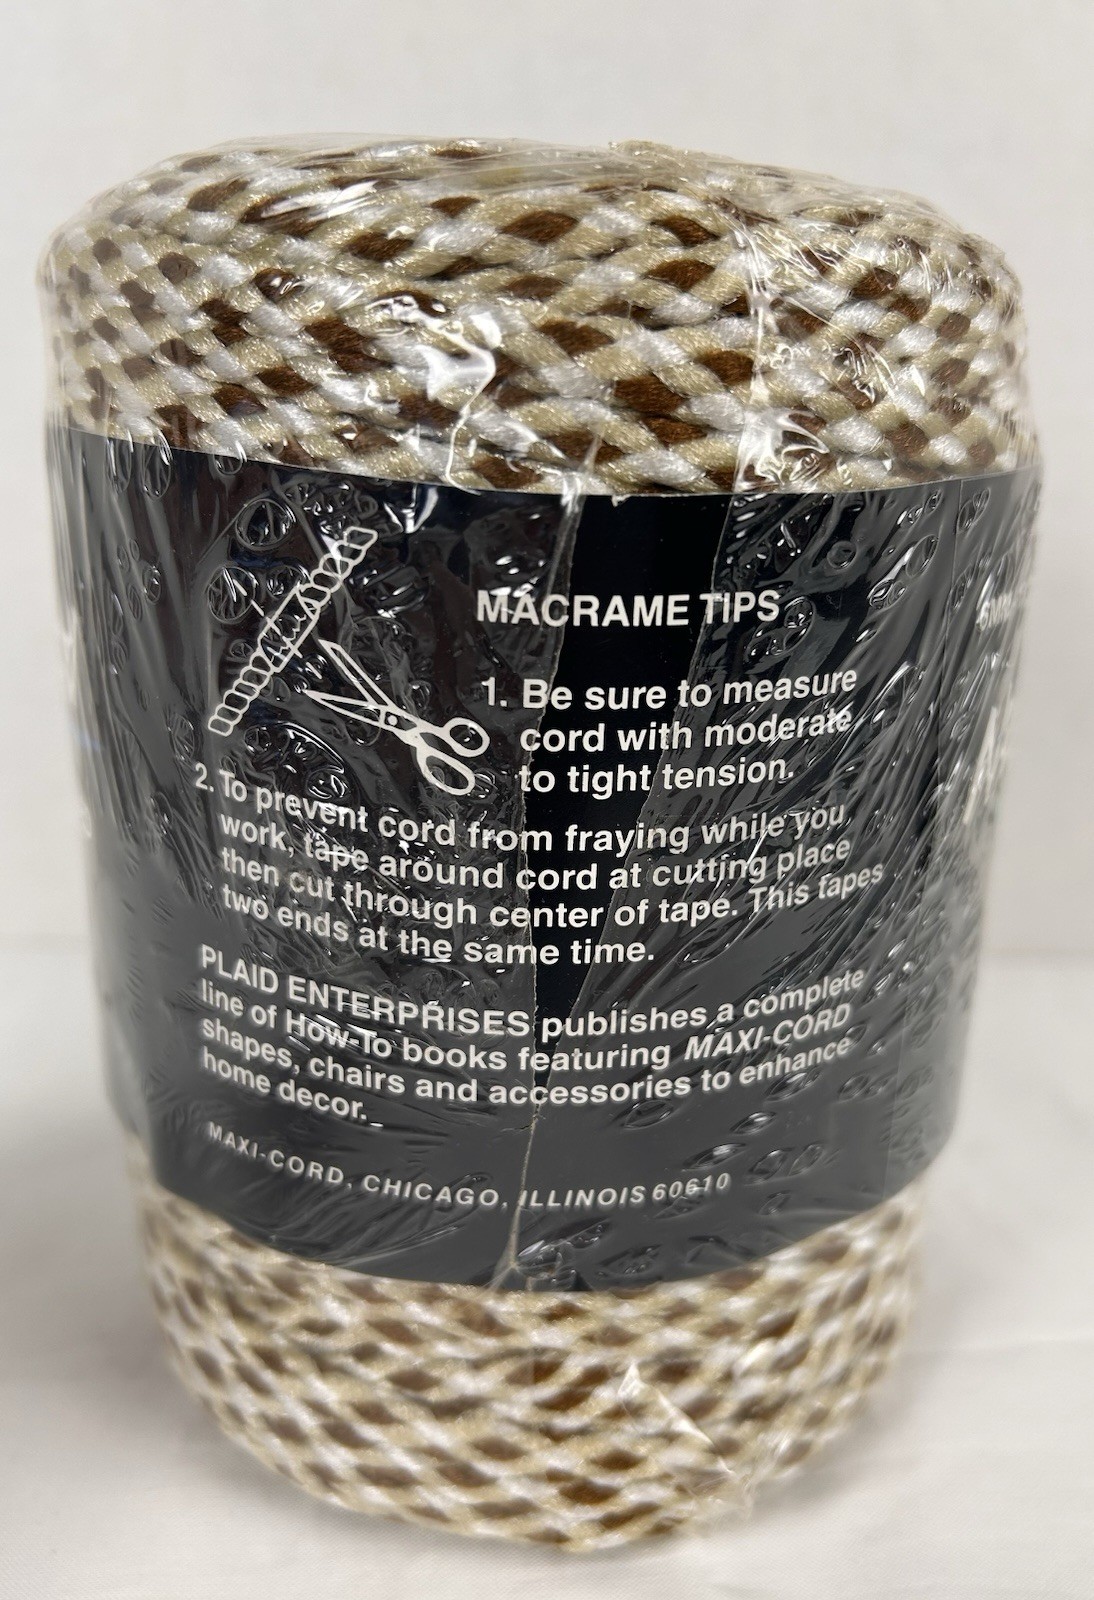 MACRAME TIPS
1. Be sure to measure
cord with moderate
to tight tension.
2. To prevent cord from fraying while you
work, tape around cord at cutting place
then cut through center of tape. This tapes
two ends at the same time.
PLAID ENTERPRISES publishes a complete
line of How-To books featuring MAXI-CORD
shapes, chairs and accessories to enhance
home decor.
MAXI-CORD, CHICAGO, ILLINOIS 60610